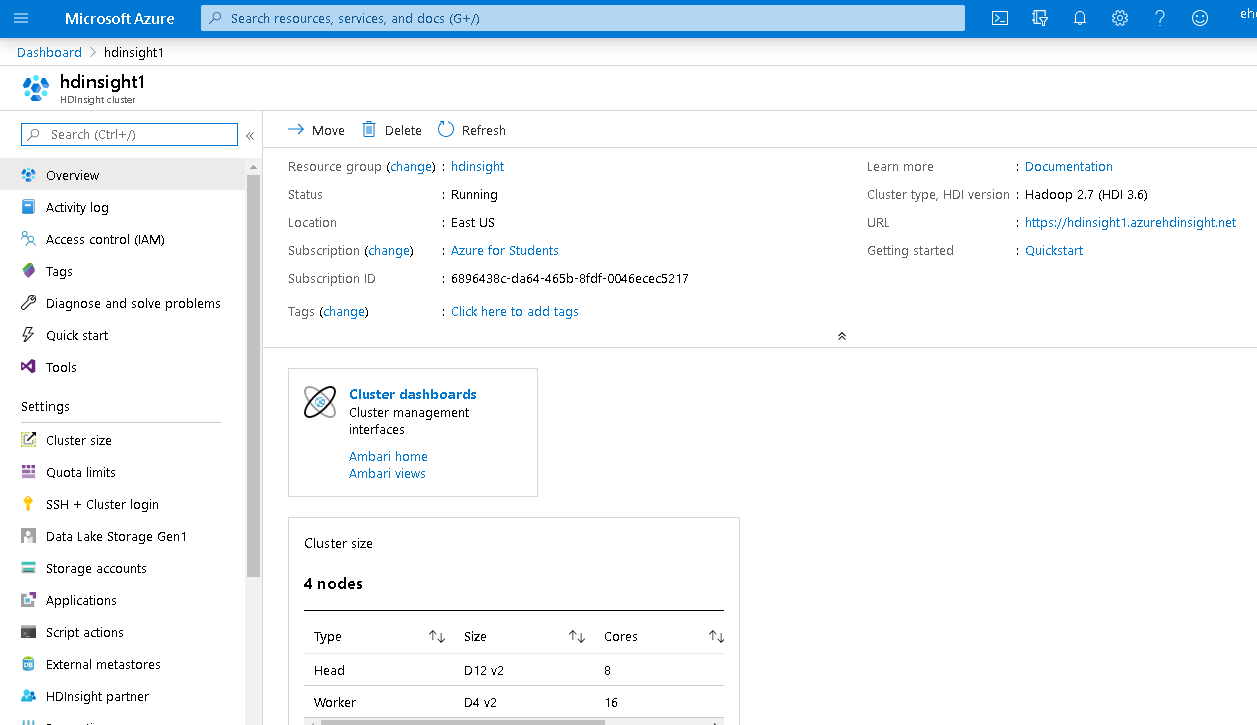 Microsoft Azure
Search resources, services, and docs (G+/)
Dashboard > hdinsight1
hdinsight1
HDInsight cluster
Search (Ctrl+/)
«
Overview
Activity log
Access control (IAM)
Tags
Diagnose and solve problems
Quick start
Tools
Settings
Cluster size
Quota limits
SSH + Cluster login
Data Lake Storage Gen1
Storage accounts
Applications
Script actions
External metastores
HDInsight partner
Move Delete Refresh
Resource group (change) : hdinsight
Status : Running
Location : East US
Subscription (change) : Azure for Students
Subscription ID : 6896438c-da64-465b-8fdf-0046ecec5217
Tags (change) : Click here to add tags
Learn more : Documentation
Cluster type, HDI version : Hadoop 2.7 (HDI 3.6)
URL : https://hdinsight1.azurehdinsight.net
Getting started : Quickstart
Cluster dashboards
Cluster management
interfaces
Ambari home
Ambari views
Cluster size
4 nodes
Type Size Cores
Head D12 v2 8
Worker D4 v2 16